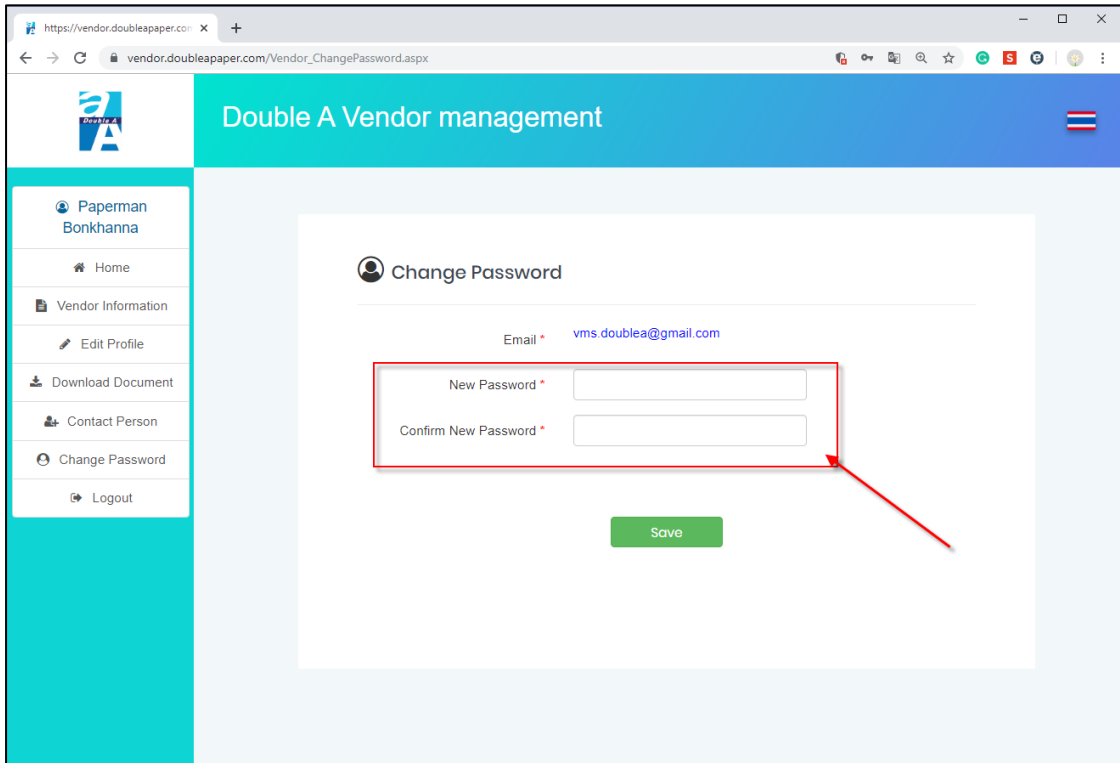 https://vendor.doubleapaper.con
vendor.doubleapaper.com/Vendor_ChangePassword.aspx
Double A
Double A Vendor management
Paperman
Bonkhanna
Home
Vendor Information
Edit Profile
Download Document
Contact Person
Change Password
Logout
Change Password
Email *
vms.doublea@gmail.com
New Password *
Confirm New Password *
Save